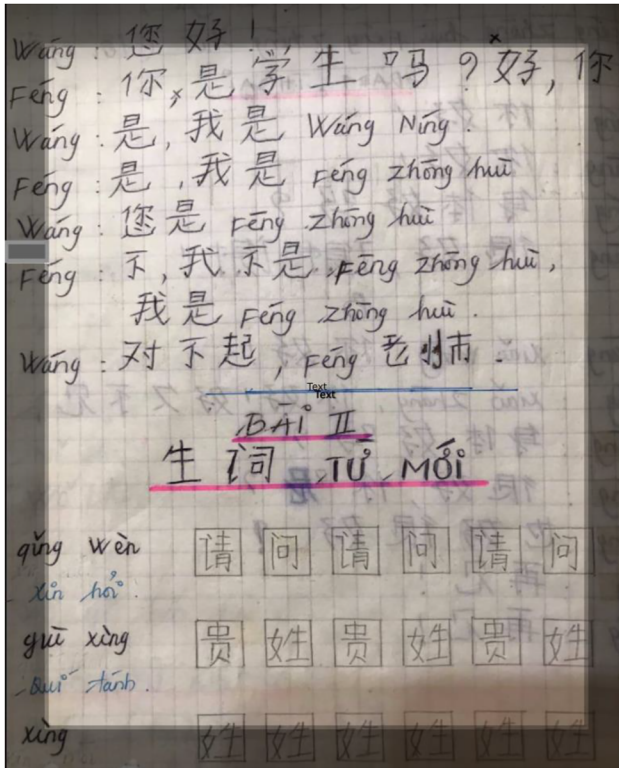 Wáng : 您 好 !
Féng : 你, 是 学 生 吗 ? 好, 你
Wáng : 是, 我 是 Wáng Níng .
Féng : 是 , 我 是 Féng zhōng huì
Wáng : 您 是 Fēng zhōng huì
Féng : 不, 我 不 是 Fēng zhōng huì,
我 是 Féng zhōng huì .
Wáng : 对 不 起 , Féng 老 师 .
Text
Text
BÀI II
生 词 TỪ MỚI
qǐng wèn 请 问 请 问 请 问
xin hỏi .
guì xìng 贵 姓 贵 姓 贵 姓
Quí tánh .
xìng 姓 姓 姓 姓 姓 姓